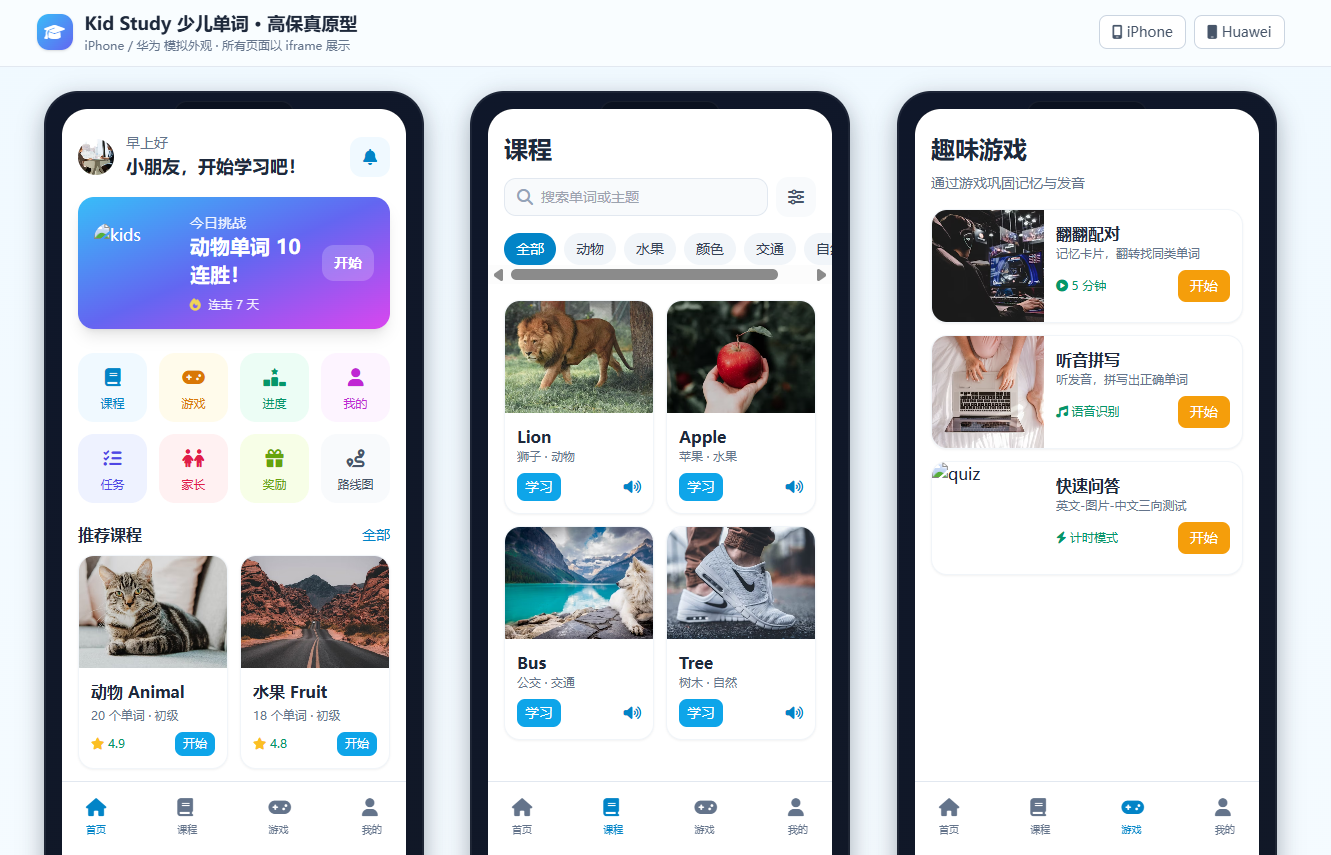 Kid Study 少儿单词 · 高保真原型
iPhone / 华为 模拟外观 · 所有页面以 iframe 展示
iPhone
Huawei
早上好
小朋友，开始学习吧！
kids
今日挑战
动物单词 10
连胜！
连击 7 天
开始
课程
游戏
进度
我的
任务
家长
奖励
路线图
推荐课程
全部
动物 Animal
20 个单词 · 初级
4.9
开始
水果 Fruit
18 个单词 · 初级
4.8
开始
首页
课程
游戏
我的
课程
搜索单词或主题
全部
动物
水果
颜色
交通
Lion
狮子 · 动物
学习
Apple
苹果 · 水果
学习
Bus
公交 · 交通
学习
Tree
树木 · 自然
学习
首页
课程
游戏
我的
趣味游戏
通过游戏巩固记忆与发音
翻翻配对
记忆卡片，翻转找同类单词
5 分钟
开始
听音拼写
听发音，拼写出正确单词
语音识别
开始
quiz
快速问答
英文-图片-中文三向测试
计时模式
开始
首页
课程
游戏
我的